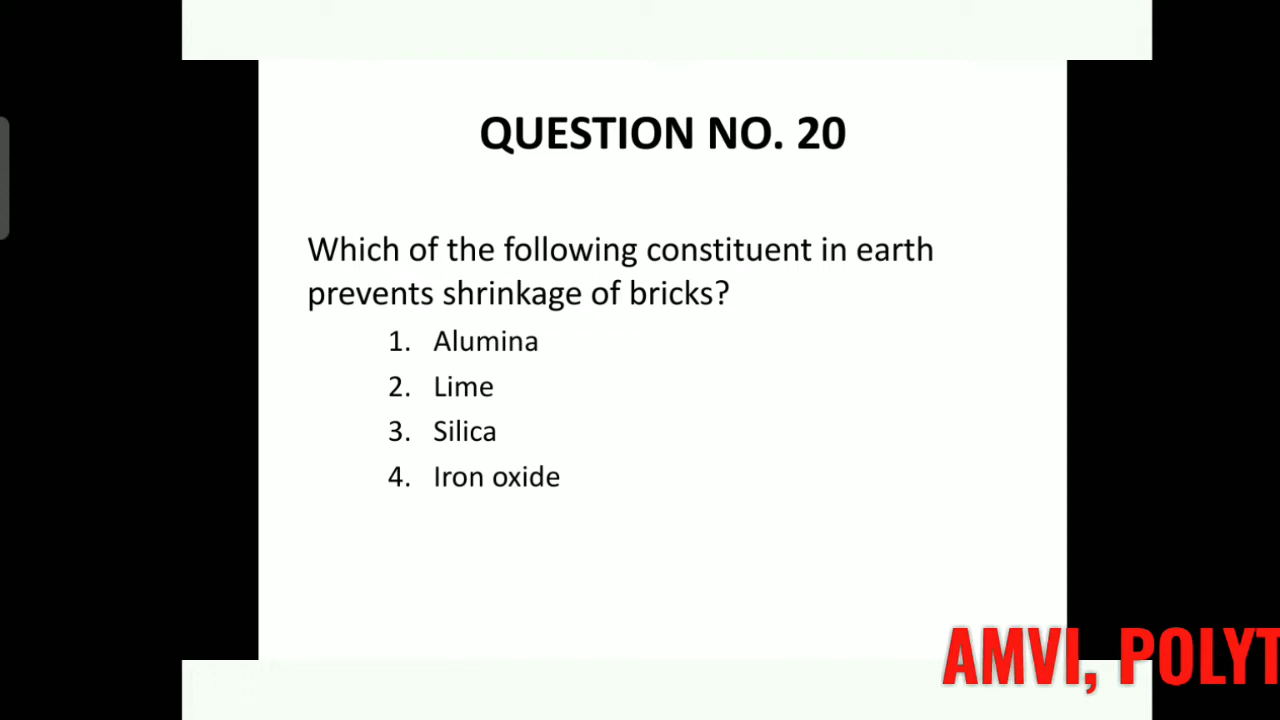 QUESTION NO. 20
Which of the following constituent in earth
prevents shrinkage of bricks?
1. Alumina
2. Lime
3. Silica
4. Iron oxide
AMVI, POLYT